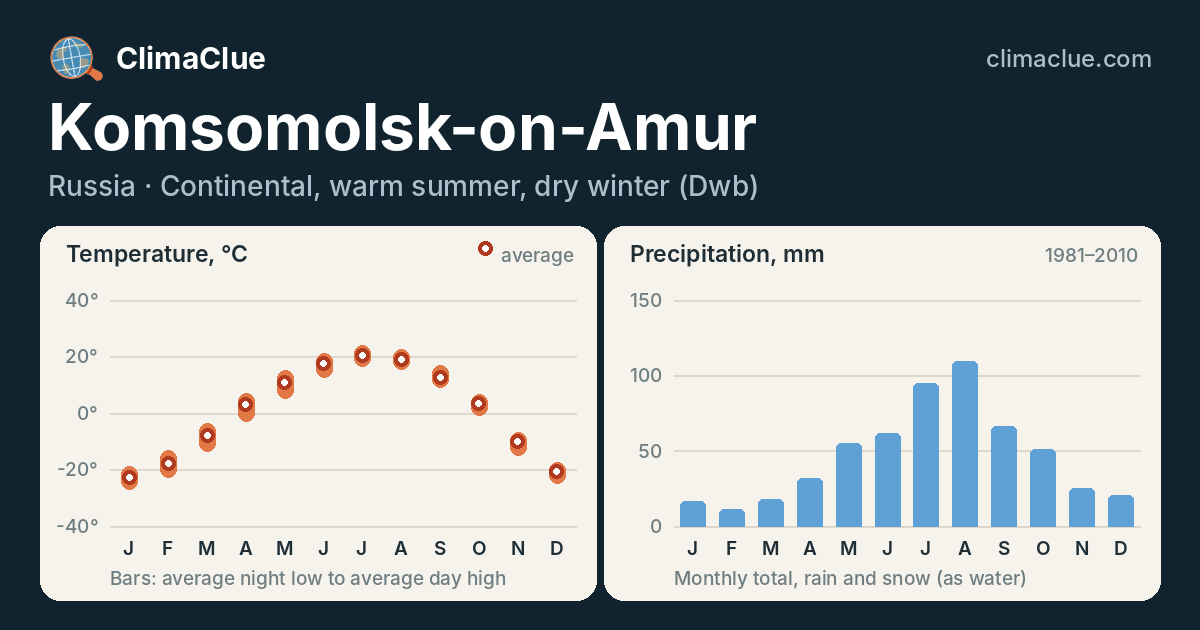 ClimaClue
climaclue.com
Komsomolsk-on-Amur
Russia · Continental, warm summer, dry winter (Dwb)
Temperature, °C
average
40°
20°
0°
-20°
-40°
J F M A M J J A S O N D
Bars: average night low to average day high
Precipitation, mm
1981–2010
150
100
50
0
J F M A M J J A S O N D
Monthly total, rain and snow (as water)